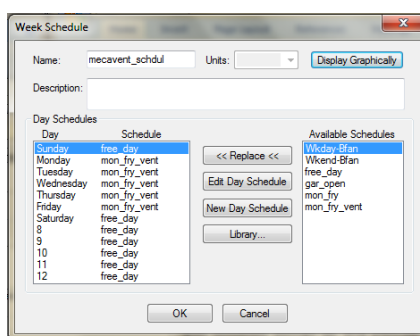 Week Schedule
Name: mecavent_schdul Units: Display Graphically
Description:
Day Schedules
Day Schedule Available Schedules
Sunday free_day Wkday-Bfan
Monday mon_fry_vent << Replace << Wkend-Bfan
Tuesday mon_fry_vent free_day
Wednesday mon_fry_vent Edit Day Schedule gar_open
Thursday mon_fry_vent mon_fry
Friday mon_fry_vent New Day Schedule mon_fry_vent
Saturday free_day
8 free_day Library...
9 free_day
10 free_day
11 free_day
12 free_day
OK Cancel